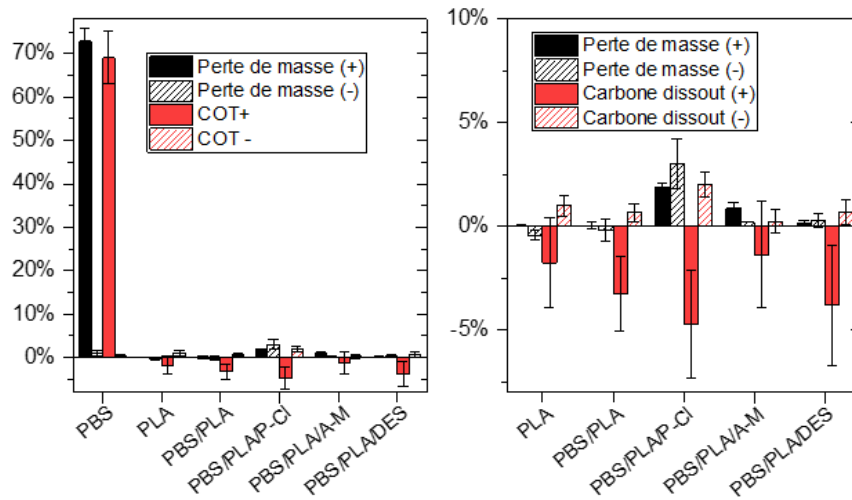 70%
60%
50%
40%
30%
20%
10%
0%
Perte de masse (+)
Perte de masse (-)
COT+
COT -
PBS
PLA
PBS/PLA
PBS/PLA/P-Cl
PBS/PLA/A-M
PBS/PLA/DES
10%
5%
0%
-5%
Perte de masse (+)
Perte de masse (-)
Carbone dissout (+)
Carbone dissout (-)
PLA
PBS/PLA
PBS/PLA/P-Cl
PBS/PLA/A-M
PBS/PLA/DES